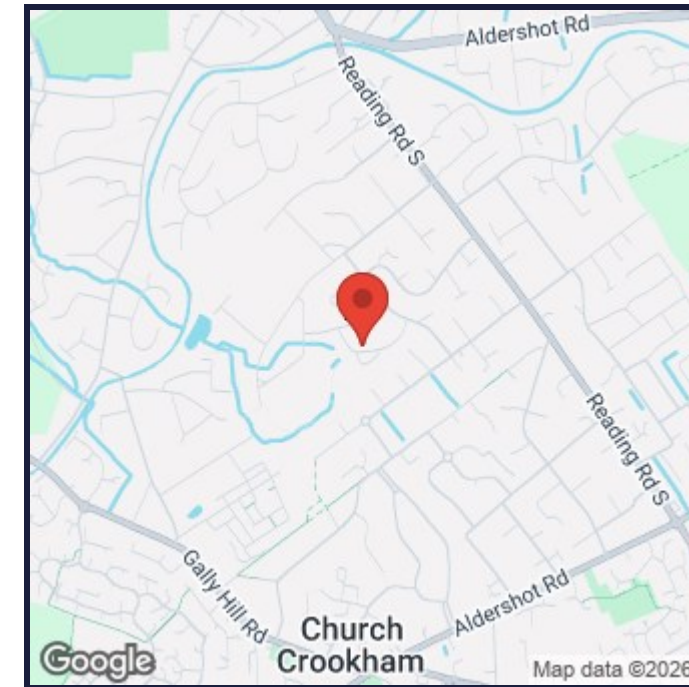 Aldershot Rd
Reading Rd S
Reading Rd S
Aldershot Rd
Gally Hill Rd
Church
Crookham
Google
Map data ©2026